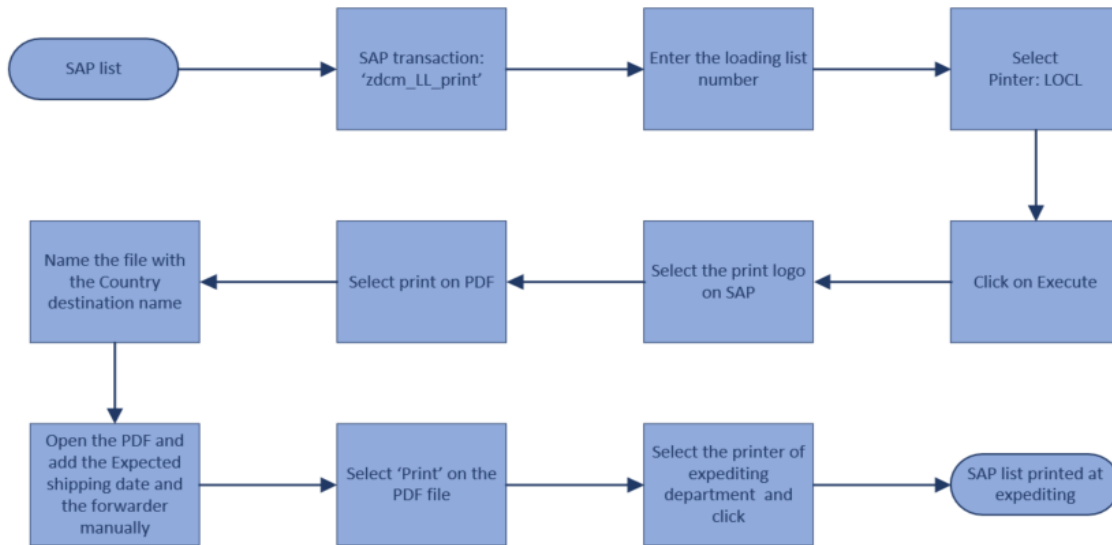 SAP list
SAP transaction:
‘zdcm_LL_print’
Enter the loading list
number
Select
Pinter: LOCL
Click on Execute
Select the print logo
on SAP
Select print on PDF
Name the file with
the Country
destination name
Open the PDF and
add the Expected
shipping date and
the forwarder
manually
Select ‘Print’ on the
PDF file
Select the printer of
expediting
department and
click
SAP list printed at
expediting